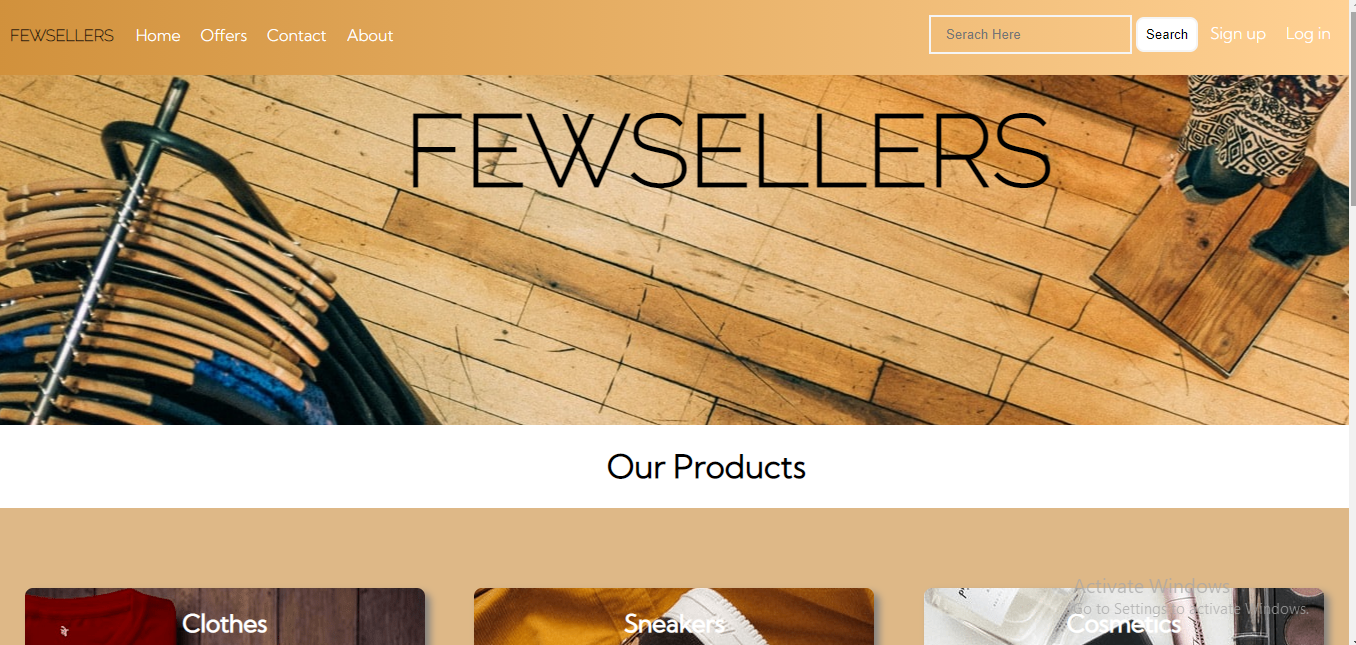 FEWSELLERS Home Offers Contact About Serach Here Search Sign up Log in
FEWSELLERS
Our Products
Activate Windows
Go to Settings to activate Windows.
Clothes Sneakers Cosmetics